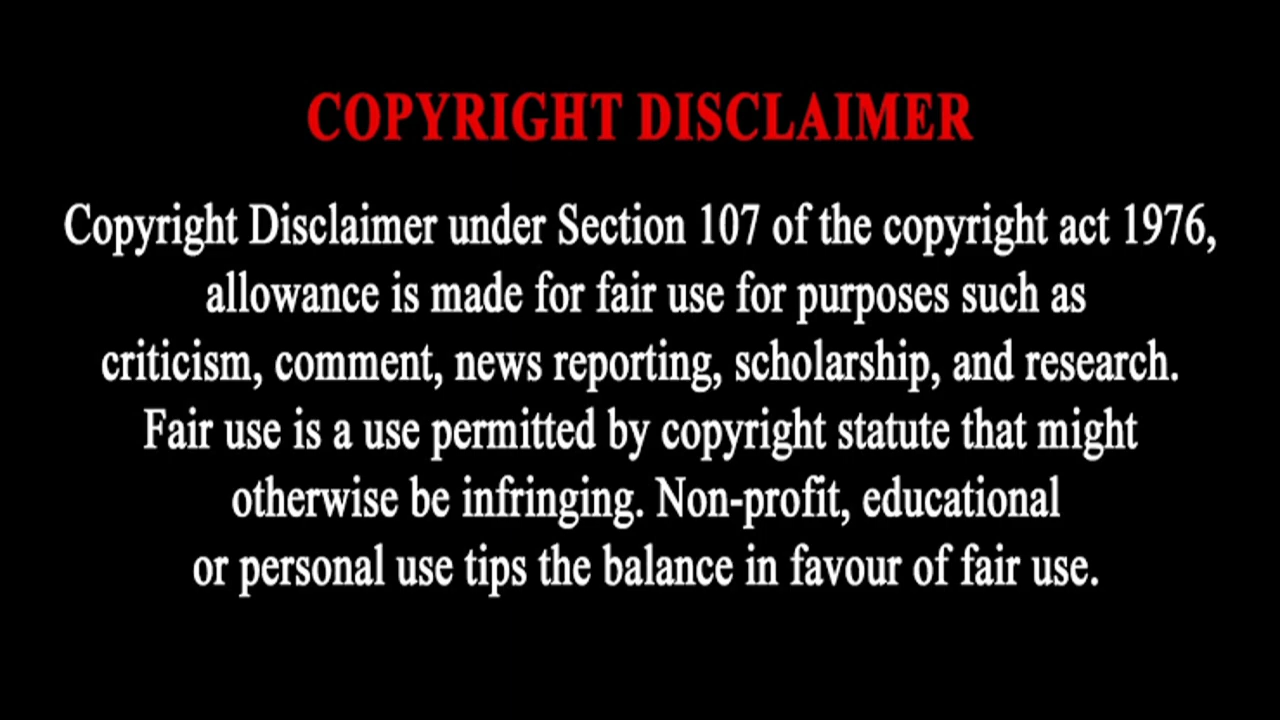 COPYRIGHT DISCLAIMER
Copyright Disclaimer under Section 107 of the copyright act 1976,
allowance is made for fair use for purposes such as
criticism, comment, news reporting, scholarship, and research.
Fair use is a use permitted by copyright statute that might
otherwise be infringing. Non-profit, educational
or personal use tips the balance in favour of fair use.